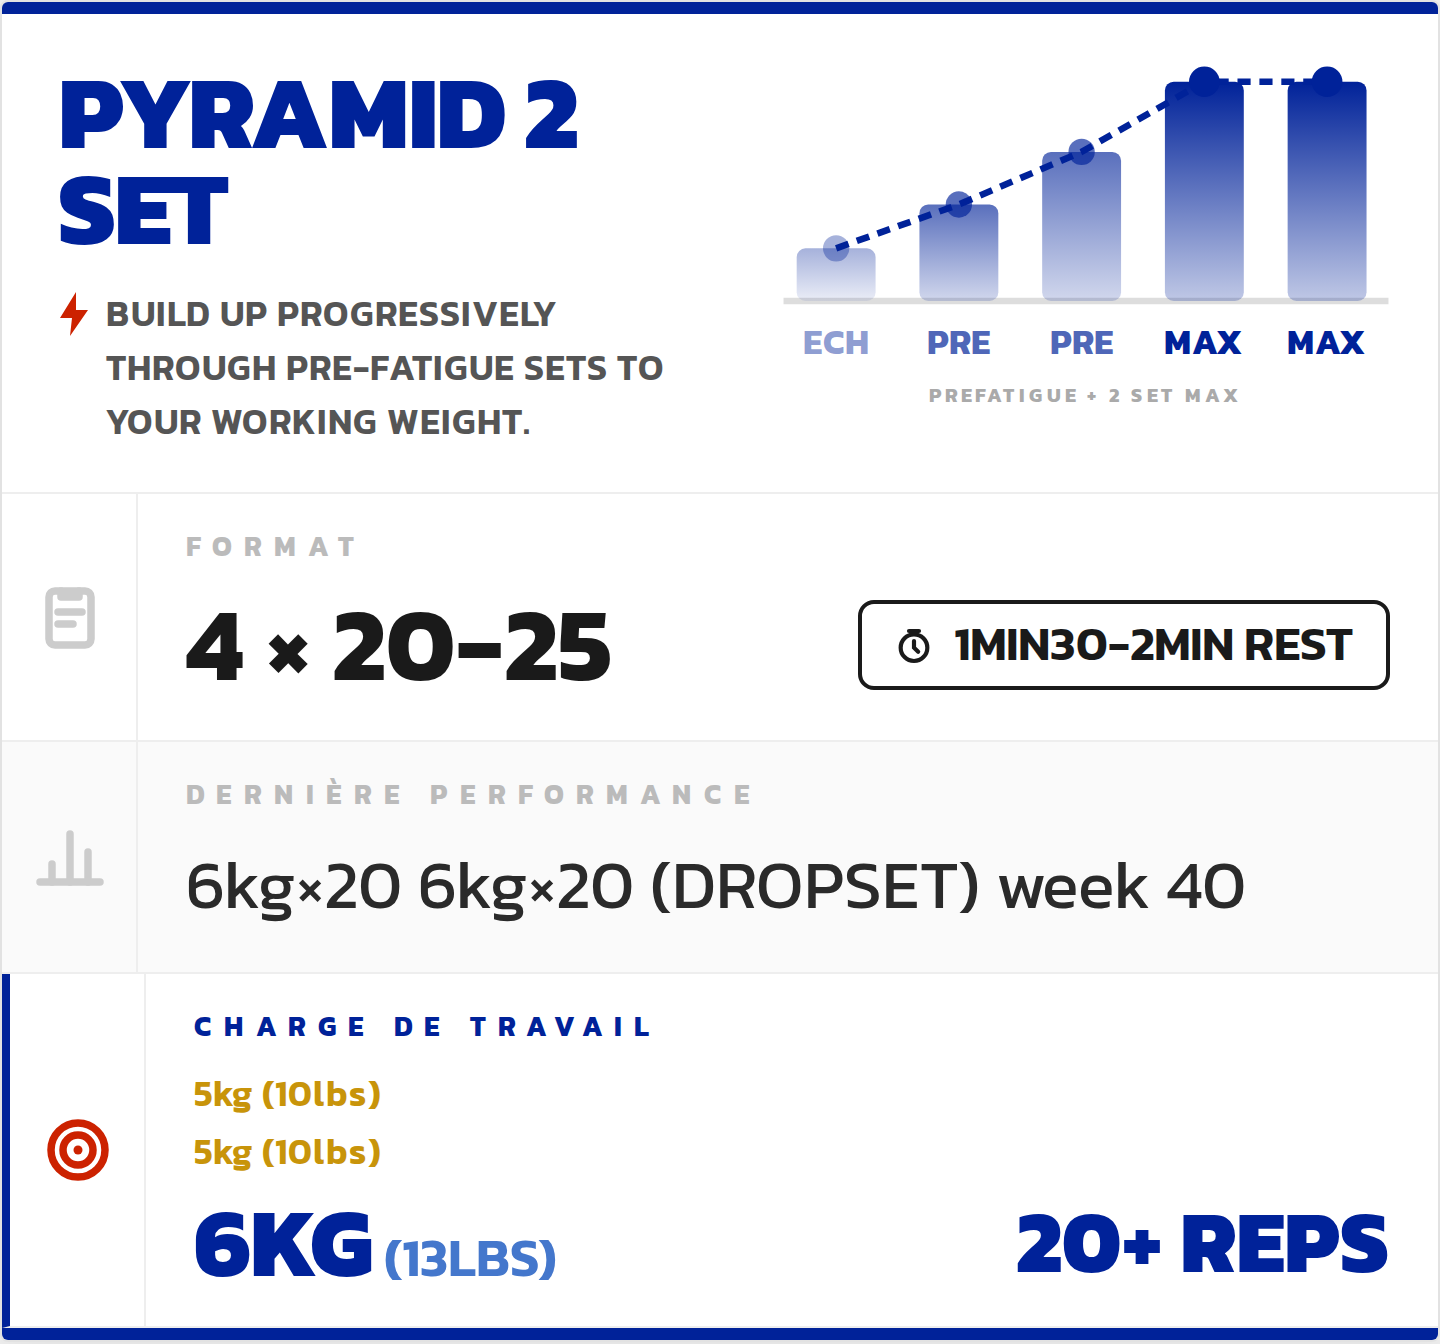 PYRAMID 2
SET
BUILD UP PROGRESSIVELY
THROUGH PRE-FATIGUE SETS TO
YOUR WORKING WEIGHT.
ECH PRE PRE MAX MAX
PREFATIGUE + 2 SET MAX
FORMAT
4 × 20-25
1MIN30-2MIN REST
DERNIÈRE PERFORMANCE
6kg×20 6kg×20 (DROPSET) week 40
CHARGE DE TRAVAIL
5kg (10lbs)
5kg (10lbs)
6KG (13LBS)
20+ REPS